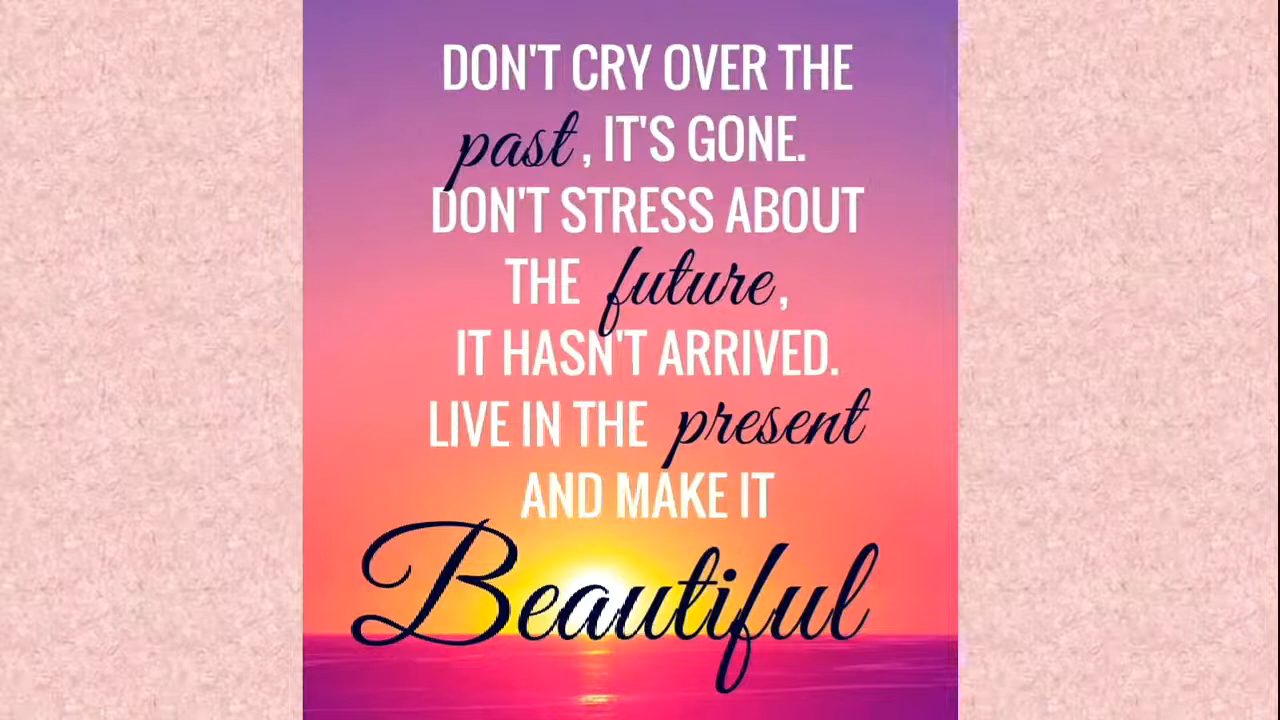 DON'T CRY OVER THE
past, IT'S GONE.
DON'T STRESS ABOUT
THE future,
IT HASN'T ARRIVED.
LIVE IN THE present
AND MAKE IT
Beautiful